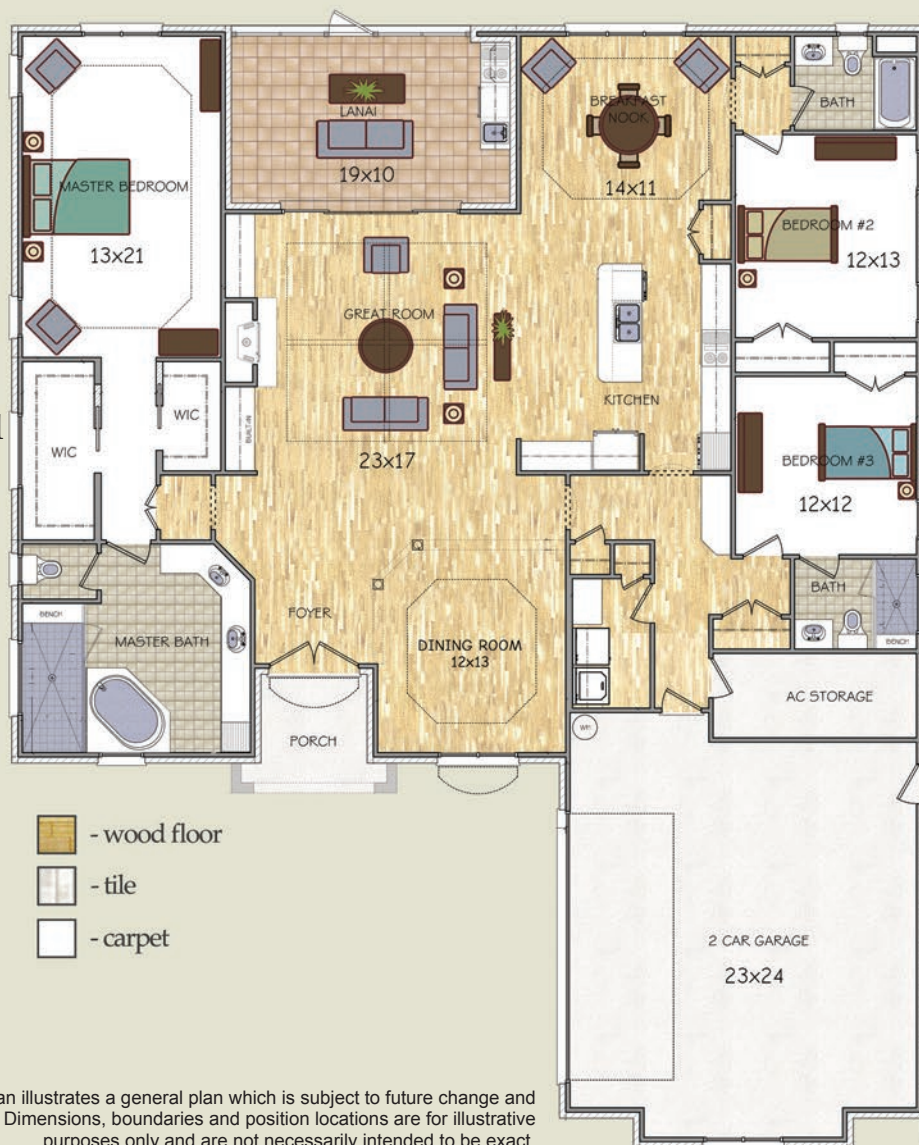 LANAI
19x10
BREAKFAST
NOOK
14x11
BATH
MASTER BEDROOM
13x21
BEDROOM #2
12x13
GREAT ROOM
23x17
KITCHEN
WIC
WIC
BUILT-IN
BEDROOM #3
12x12
BENCH
MASTER BATH
FOYER
DINING ROOM
12x13
BATH
BENCH
AC STORAGE
PORCH
WH
- wood floor
- tile
- carpet
2 CAR GARAGE
23x24
an illustrates a general plan which is subject to future change and
Dimensions, boundaries and position locations are for illustrative
purposes only and are not necessarily intended to be exact.